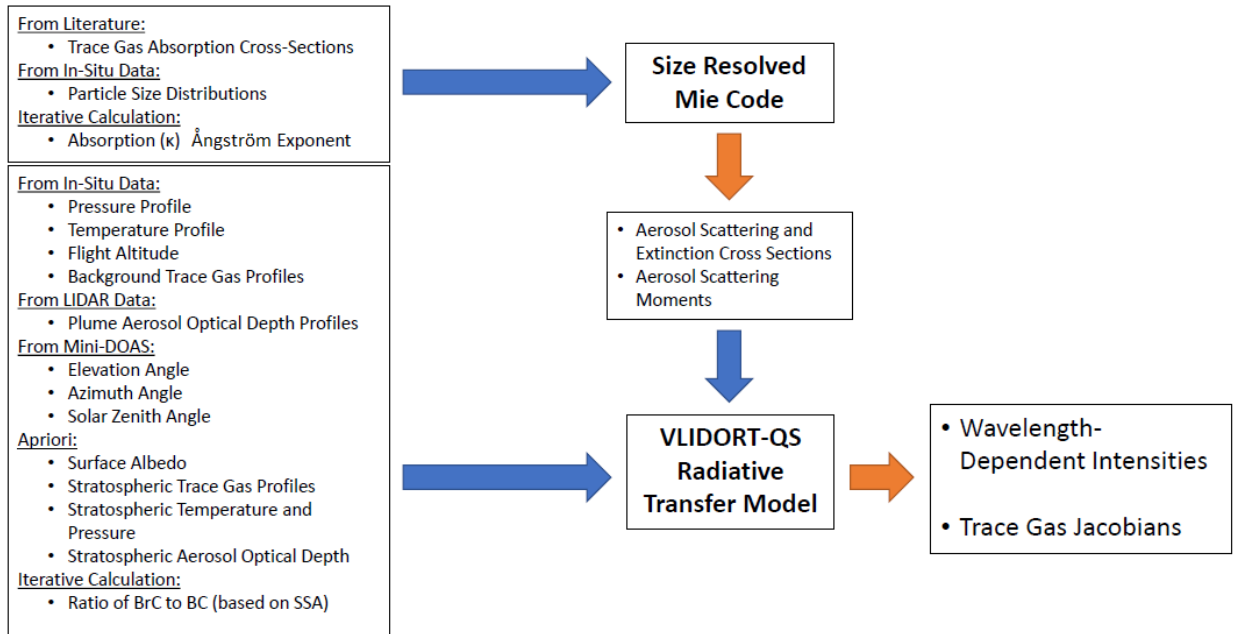 From Literature:
• Trace Gas Absorption Cross-Sections
From In-Situ Data:
• Particle Size Distributions
Iterative Calculation:
• Absorption (κ) Ångström Exponent
From In-Situ Data:
• Pressure Profile
• Temperature Profile
• Flight Altitude
• Background Trace Gas Profiles
From LIDAR Data:
• Plume Aerosol Optical Depth Profiles
From Mini-DOAS:
• Elevation Angle
• Azimuth Angle
• Solar Zenith Angle
Apriori:
• Surface Albedo
• Stratospheric Trace Gas Profiles
• Stratospheric Temperature and
Pressure
• Stratospheric Aerosol Optical Depth
Iterative Calculation:
• Ratio of BrC to BC (based on SSA)
Size Resolved
Mie Code
• Aerosol Scattering and
Extinction Cross Sections
• Aerosol Scattering
Moments
VLIDORT-QS
Radiative
Transfer Model
• Wavelength-
Dependent Intensities
• Trace Gas Jacobians